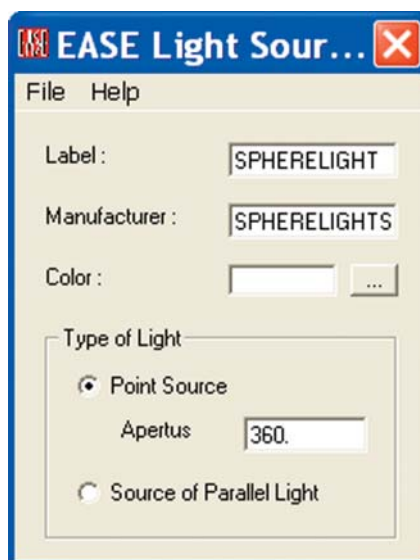 EASE Light Sour...
File Help
Label : SPHERELIGHT
Manufacturer : SPHERELIGHTS
Color : ...
Type of Light
Point Source
Apertus 360.
Source of Parallel Light